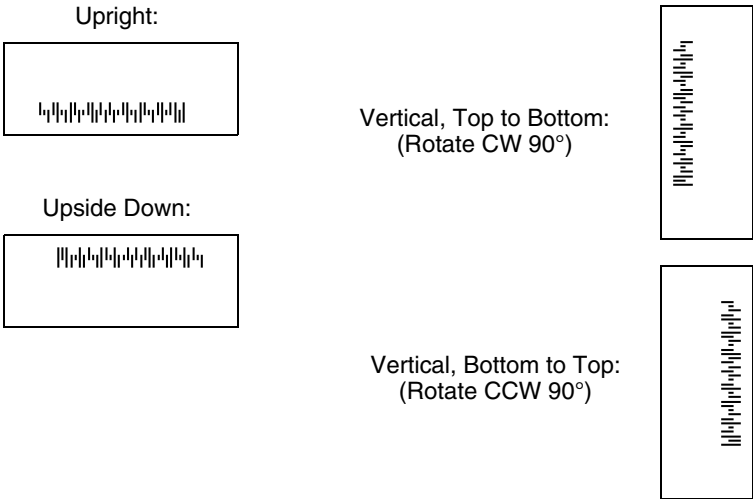 Upright:
Vertical, Top to Bottom:
(Rotate CW 90°)
Upside Down:
Vertical, Bottom to Top:
(Rotate CCW 90°)